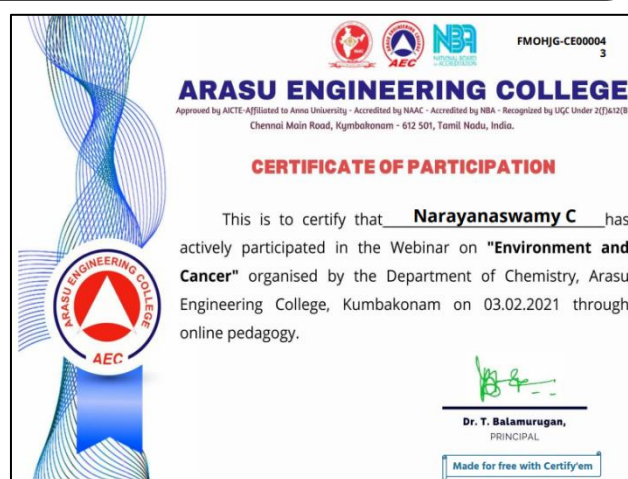 NBA
NATIONAL BOARD
of ACCREDITATION
AEC
FMOHJG-CE00004
3
ARASU ENGINEERING COLLEGE
Approved by AICTE-Affiliated to Anna University - Accredited by NAAC - Accredited by NBA - Recognized by UGC Under 2(f)&12(B
Chennai Main Road, Kumbakonam - 612 501, Tamil Nadu, India.
CERTIFICATE OF PARTICIPATION
This is to certify that Narayanaswamy C has
actively participated in the Webinar on "Environment and
Cancer" organised by the Department of Chemistry, Arasu
Engineering College, Kumbakonam on 03.02.2021 through
online pedagogy.
ARASU ENGINEERING COLLEGE
AEC
Dr. T. Balamurugan,
PRINCIPAL
Made for free with Certify'em